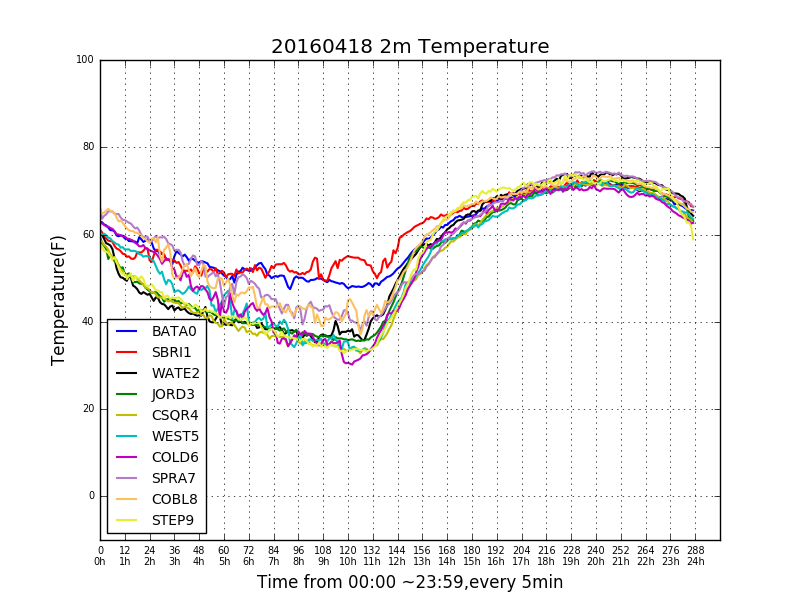 20160418 2m Temperature
100
80
60
40
20
0
Temperature(F)
BATA0
SBRI1
WATE2
JORD3
CSQR4
WEST5
COLD6
SPRA7
COBL8
STEP9
0 12 24 36 48 60 72 84 96 108 120 132 144 156 168 180 192 204 216 228 240 252 264 276 288
0h 1h 2h 3h 4h 5h 6h 7h 8h 9h 10h 11h 12h 13h 14h 15h 16h 17h 18h 19h 20h 21h 22h 23h 24h
Time from 00:00 ~23:59,every 5min